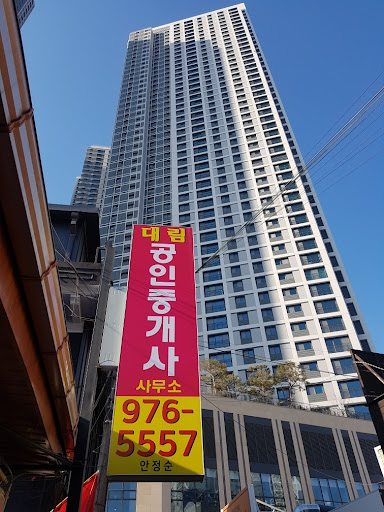 대림
공인중개사
사무소
976-
5557
안정순